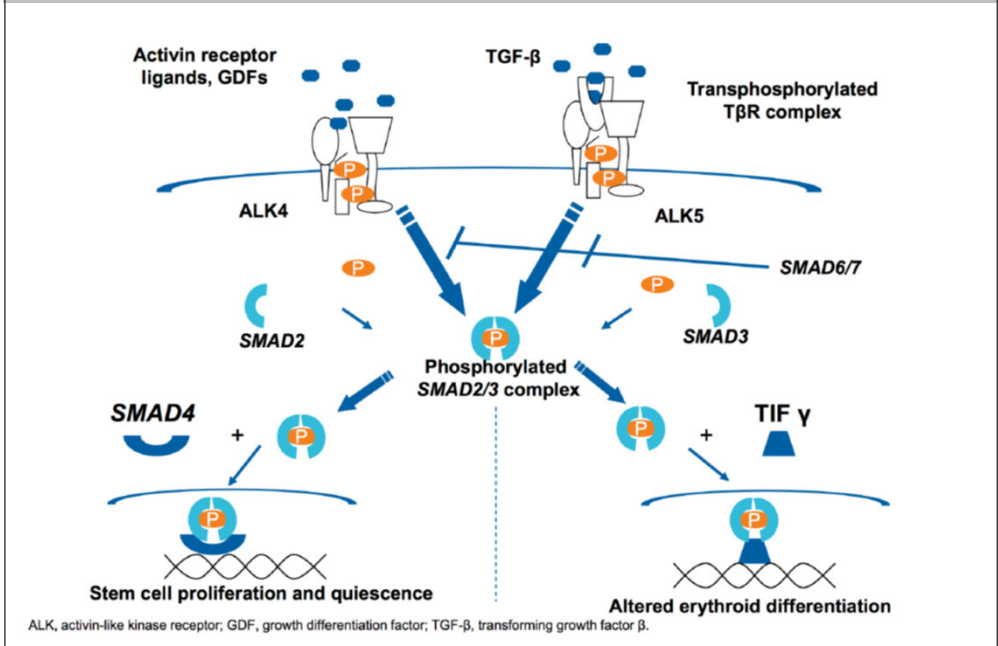 Activin receptor
ligands, GDFs
TGF-β
Transphosphorylated
TβR complex
P
P
P
P
ALK4
ALK5
SMAD6/7
P
P
SMAD2
SMAD3
P
Phosphorylated
SMAD2/3 complex
SMAD4
+
P
P
+
TIF γ
P
P
Stem cell proliferation and quiescence
Altered erythroid differentiation
ALK, activin-like kinase receptor; GDF, growth differentiation factor; TGF-β, transforming growth factor β.